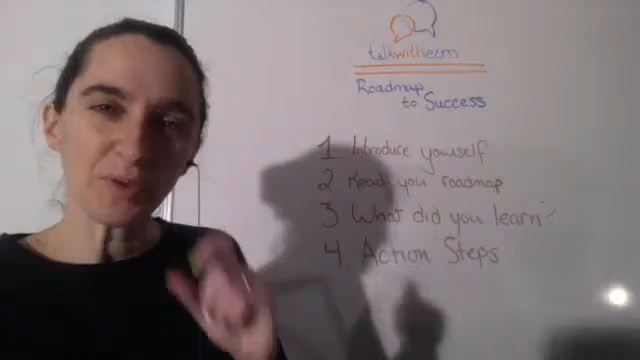 talkwitheem
Roadmap
to Success
1 Introduce yourself
2 Read you roadmap
3 What did you learn?
4 Action Steps